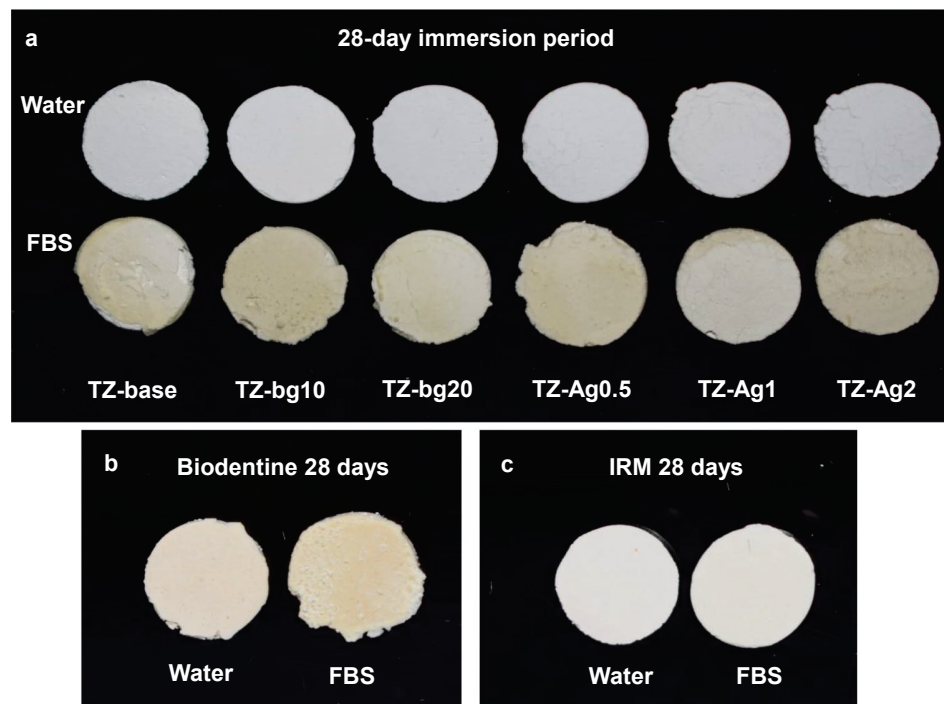 a
28-day immersion period
Water
FBS
TZ-base TZ-bg10 TZ-bg20 TZ-Ag0.5 TZ-Ag1 TZ-Ag2
b
Biodentine 28 days
Water FBS
c
IRM 28 days
Water FBS